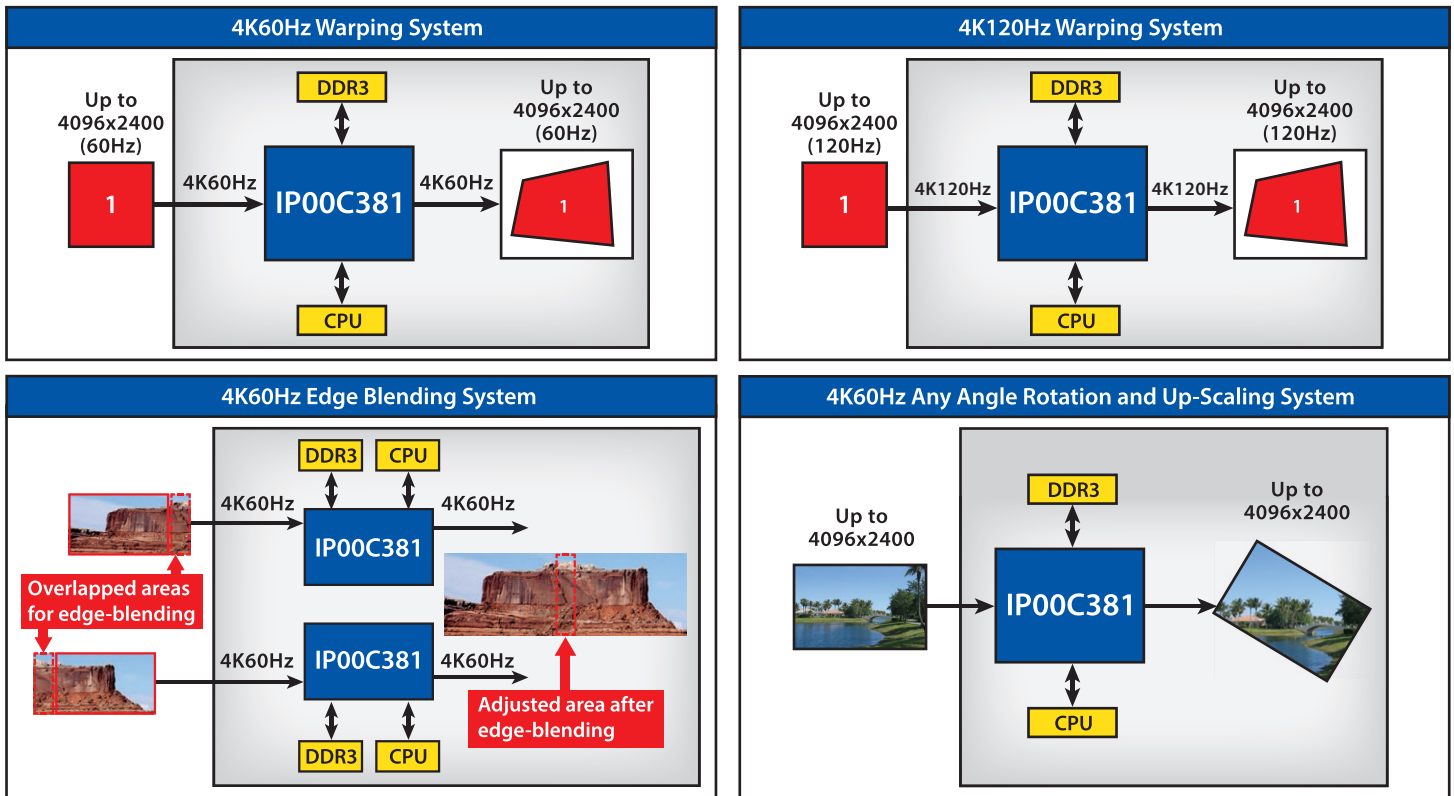 4K60Hz Warping System
Up to
4096x2400
(60Hz)
1
4K60Hz
DDR3
IP00C381
CPU
4K60Hz
Up to
4096x2400
(60Hz)
1
4K120Hz Warping System
Up to
4096x2400
(120Hz)
1
4K120Hz
DDR3
IP00C381
CPU
4K120Hz
Up to
4096x2400
(120Hz)
1
4K60Hz Edge Blending System
DDR3
CPU
4K60Hz
IP00C381
4K60Hz
Overlapped areas
for edge-blending
4K60Hz
IP00C381
4K60Hz
DDR3
CPU
Adjusted area after
edge-blending
4K60Hz Any Angle Rotation and Up-Scaling System
Up to
4096x2400
DDR3
IP00C381
CPU
Up to
4096x2400